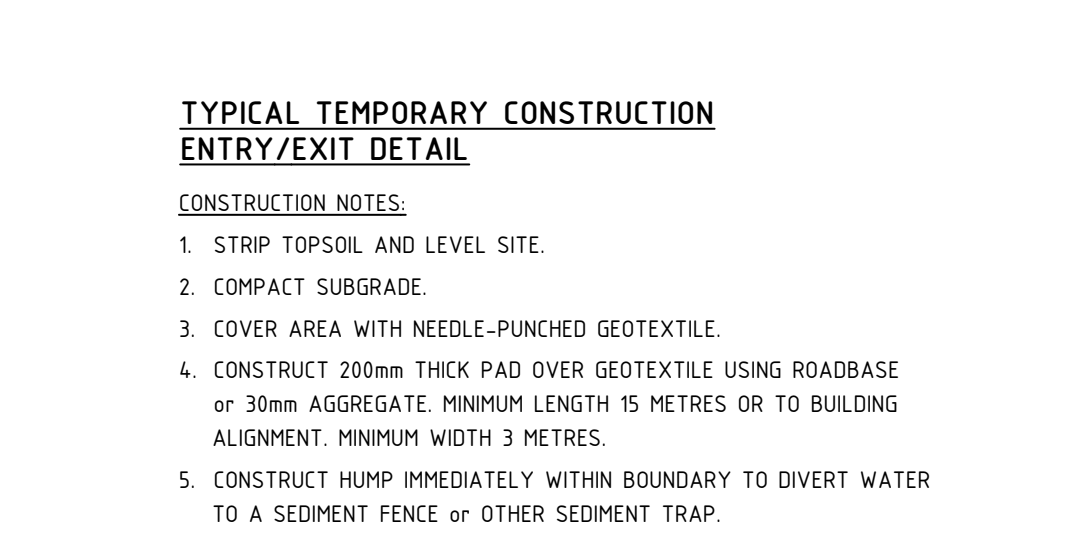 TYPICAL TEMPORARY CONSTRUCTION
ENTRY/EXIT DETAIL
CONSTRUCTION NOTES:
1. STRIP TOPSOIL AND LEVEL SITE.
2. COMPACT SUBGRADE.
3. COVER AREA WITH NEEDLE-PUNCHED GEOTEXTILE.
4. CONSTRUCT 200mm THICK PAD OVER GEOTEXTILE USING ROADBASE
or 30mm AGGREGATE. MINIMUM LENGTH 15 METRES OR TO BUILDING
ALIGNMENT. MINIMUM WIDTH 3 METRES.
5. CONSTRUCT HUMP IMMEDIATELY WITHIN BOUNDARY TO DIVERT WATER
TO A SEDIMENT FENCE or OTHER SEDIMENT TRAP.